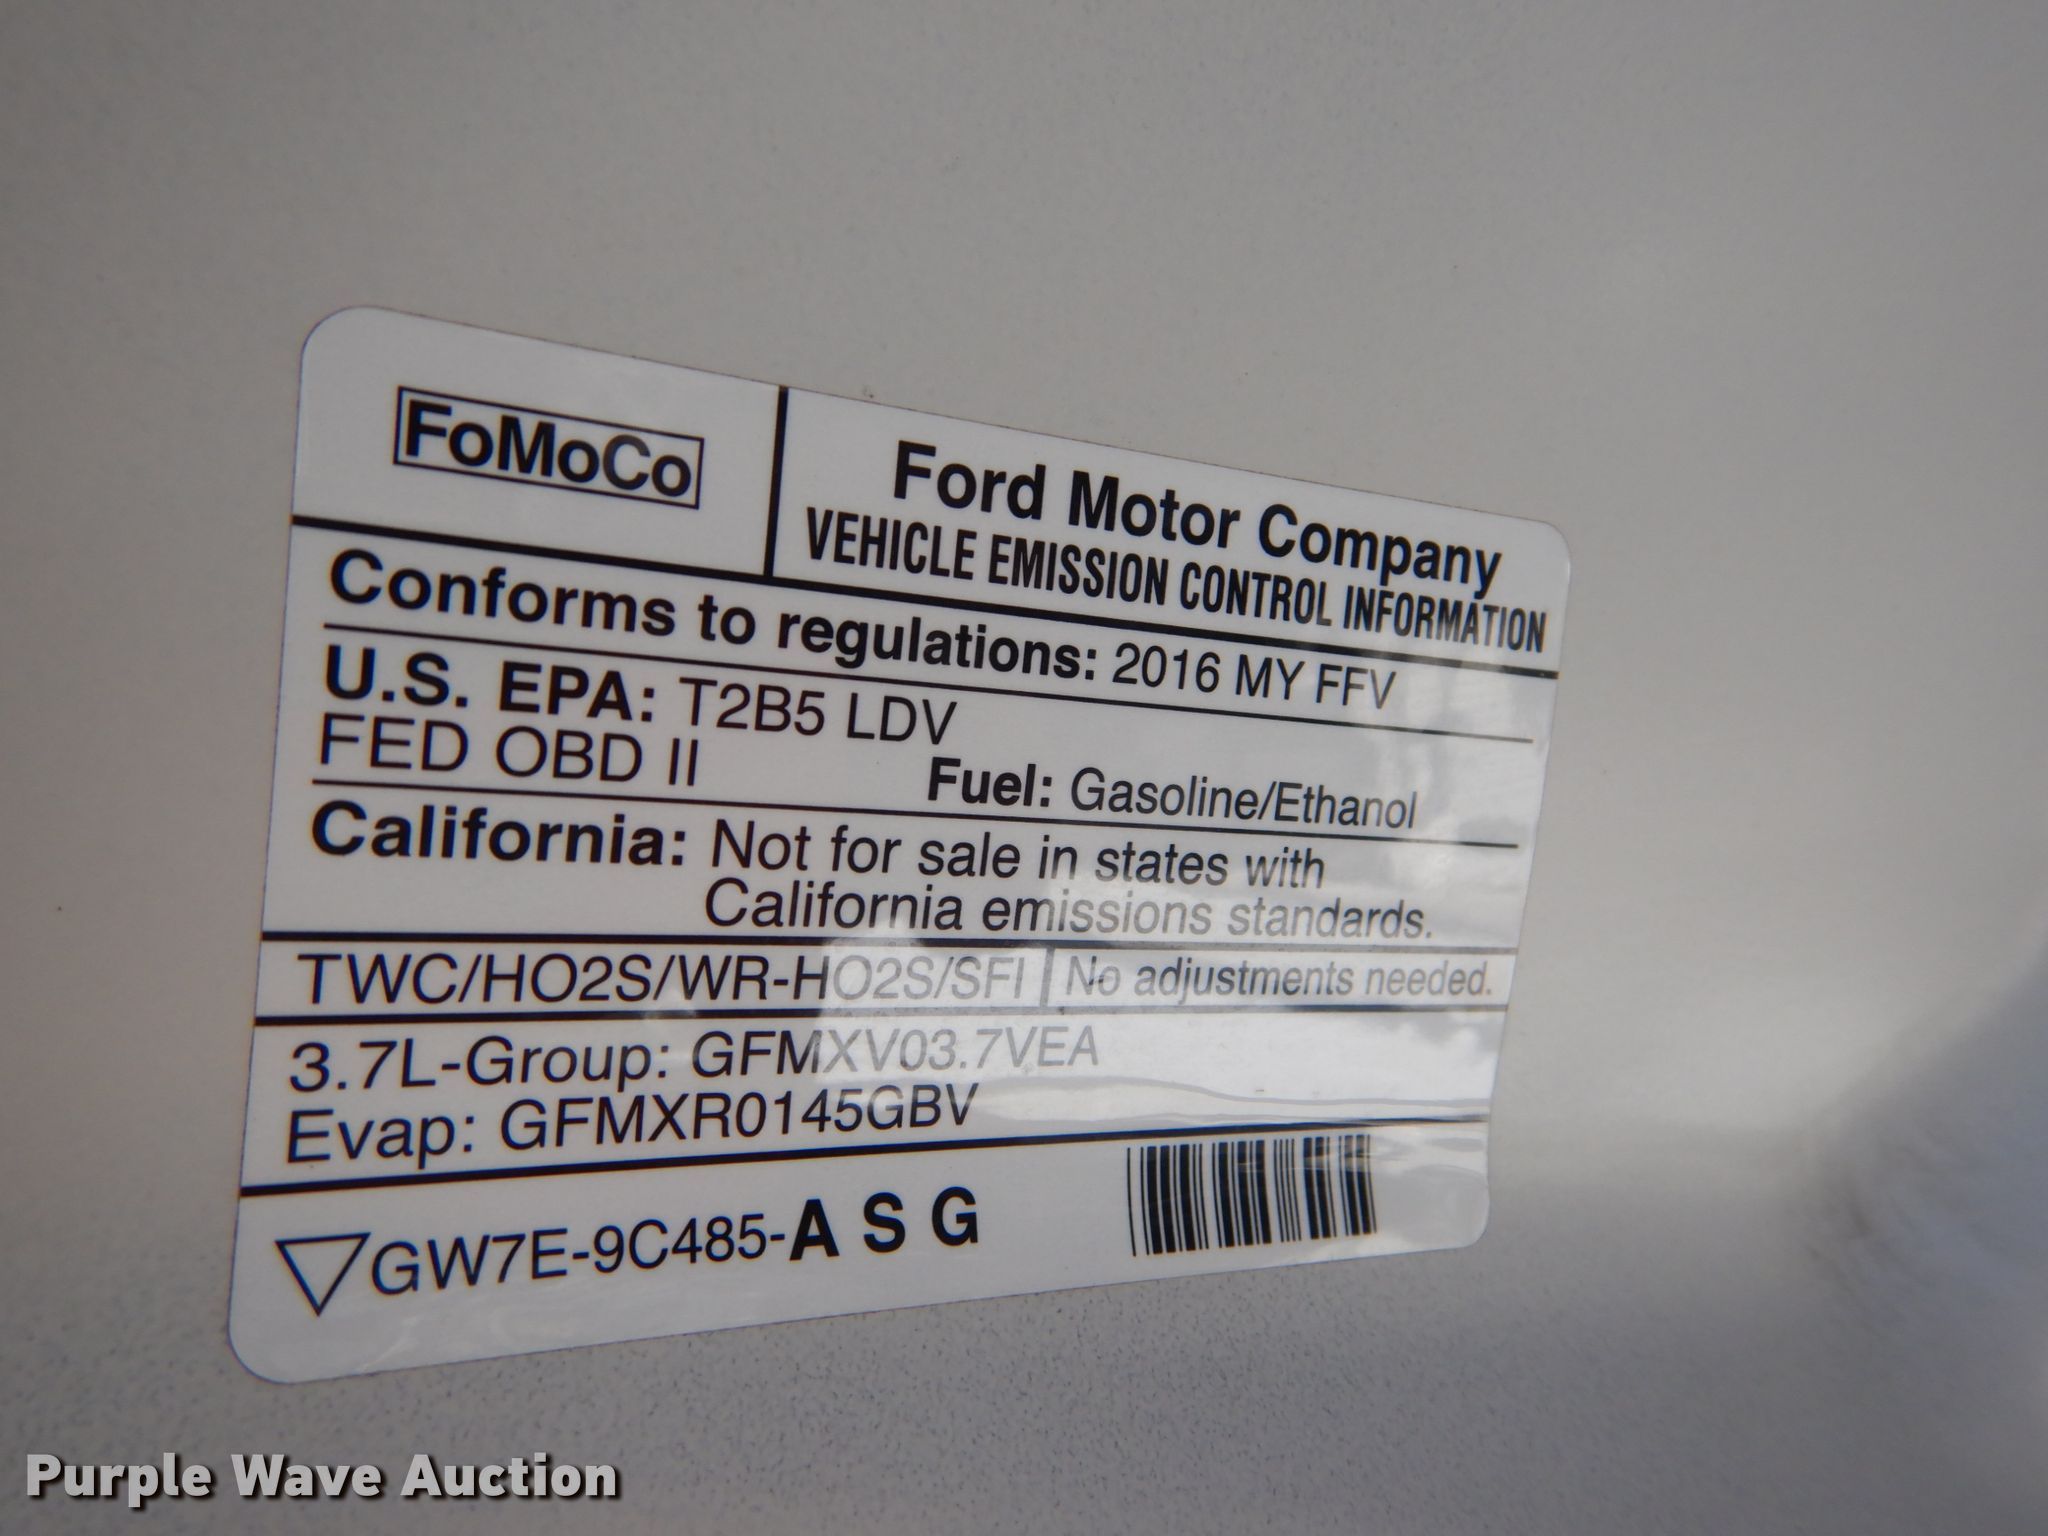 FoMoCo
Ford Motor Company
VEHICLE EMISSION CONTROL INFORMATION
Conforms to regulations: 2016 MY FFV
U.S. EPA: T2B5 LDV
FED OBD II
Fuel: Gasoline/Ethanol
California: Not for sale in states with
California emissions standards.
TWC/HO2S/WR-HO2S/SFI
No adjustments needed.
3.7L-Group: GFMXV03.7VEA
Evap: GFMXR0145GBV
GW7E-9C485-A S G
Purple Wave Auction